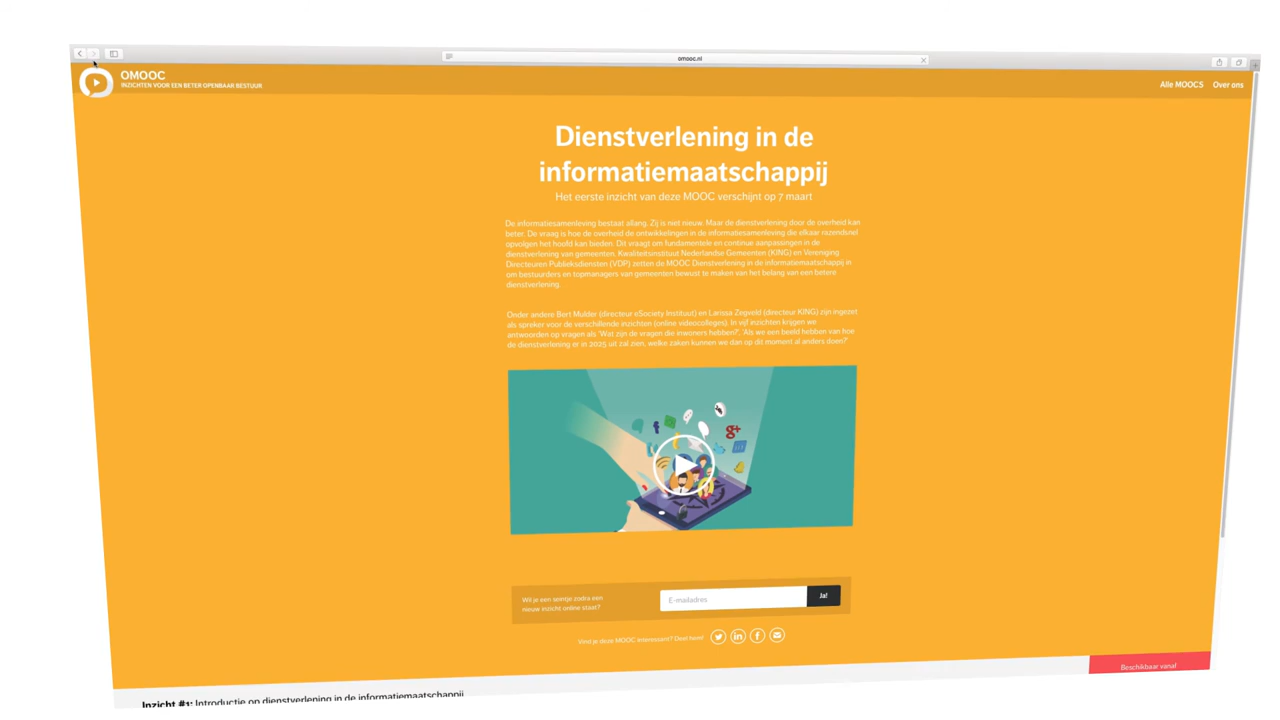 omooc.nl
OMOOC
INZICHTEN VOOR EEN BETER OPENBAAR BESTUUR
Alle MOOCS Over ons
Dienstverlening in de
informatiemaatschappij
Het eerste inzicht van deze MOOC verschijnt op 7 maart
De informatiesamenleving bestaat allang. Zij is niet nieuw. Maar de dienstverlening door de overheid kan
beter. De vraag is hoe de overheid de ontwikkelingen in de informatiesamenleving die elkaar razendsnel
opvolgen het hoofd kan bieden. Dit vraagt om fundamentele en continue aanpassingen in de
dienstverlening van gemeenten. Kwaliteitsinstituut Nederlandse Gemeenten (KING) en Vereniging
Directeuren Publieksdiensten (VDP) zetten de MOOC Dienstverlening in de informatiemaatschappij in
om bestuurders en topmanagers van gemeenten bewust te maken van het belang van een betere
dienstverlening.
Onder andere Bert Mulder (directeur eSociety Instituut) en Larissa Zegveld (directeur KING) zijn ingezet
als spreker voor de verschillende inzichten (online videocolleges). In vijf inzichten krijgen we
antwoorden op vragen als 'Wat zijn de vragen die inwoners hebben?', 'Als we een beeld hebben van hoe
de dienstverlening er in 2025 uit zal zien, welke zaken kunnen we dan op dit moment al anders doen?'
g+
Wil je een seintje zodra een
nieuw inzicht online staat?
E-mailadres
Ja!
Vind je deze MOOC interessant? Deel hem!
Beschikbaar vanaf
Inzicht #1: Introductie op dienstverlening in de informatiemaatschappij